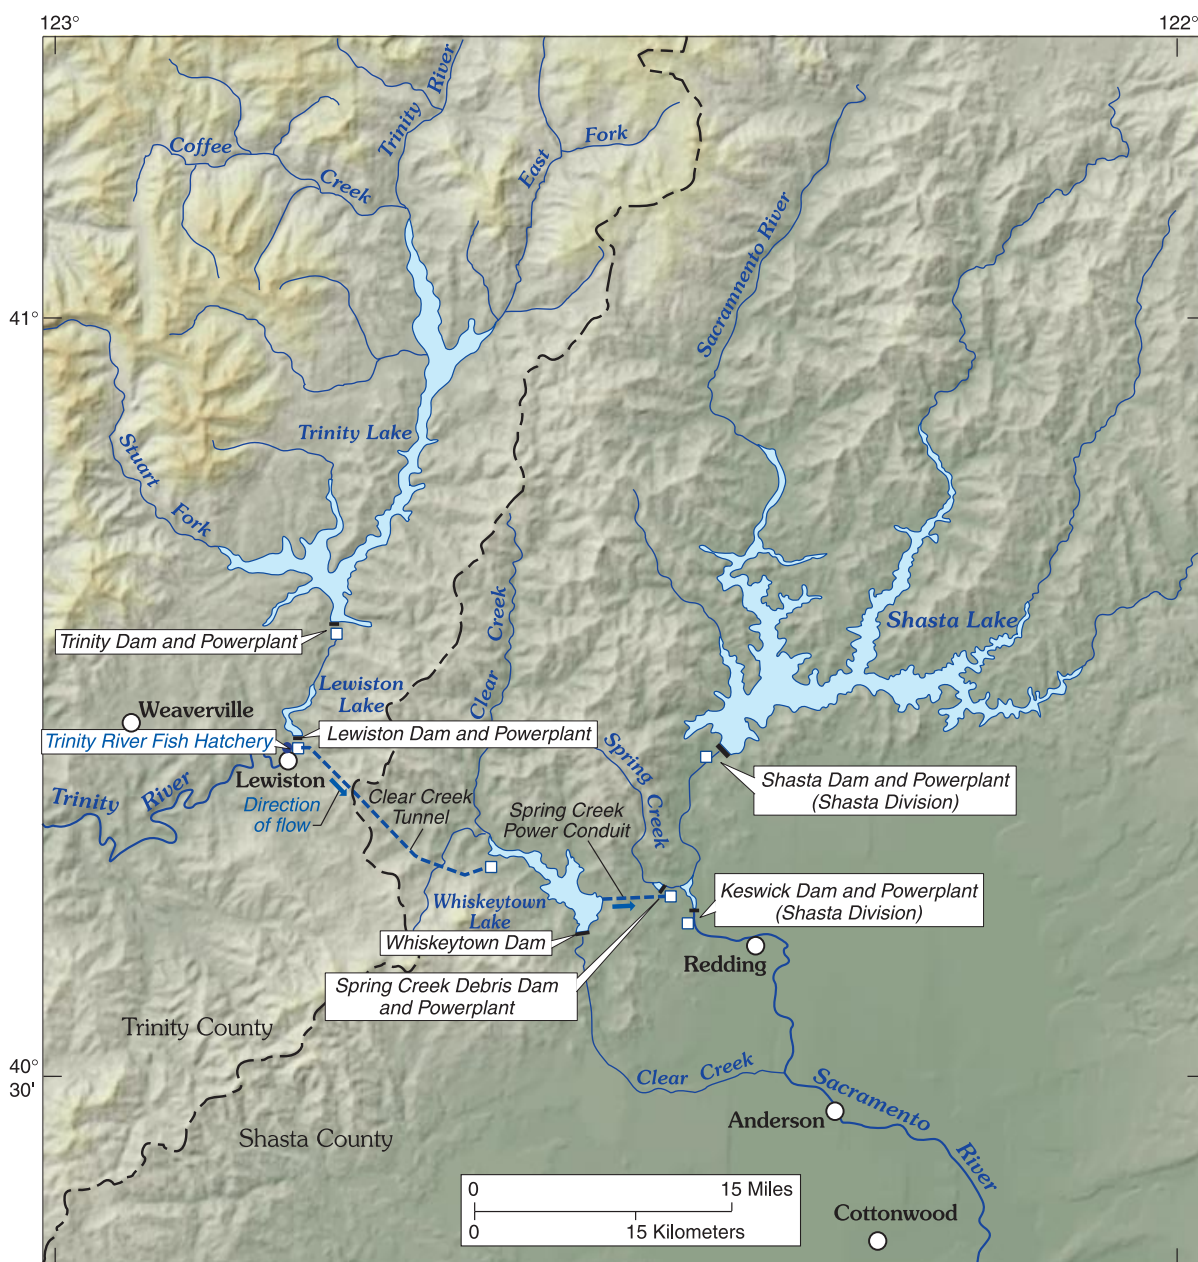 123°
122°
Trinity River
Coffee
Creek
East
Fork
Sacramnento River
41°
Trinity Lake
Stuart
Fork
Clear Creek
Shasta Lake
Trinity Dam and Powerplant
Lewiston
Lake
Weaverville
Lewiston Dam and Powerplant
Trinity River Fish Hatchery
Spring Creek
Lewiston
Shasta Dam and Powerplant
(Shasta Division)
Trinity River
Direction
of flow
Clear Creek
Tunnel
Spring Creek
Power Conduit
Whiskeytown
Lake
Keswick Dam and Powerplant
(Shasta Division)
Whiskeytown Dam
Redding
Spring Creek Debris Dam
and Powerplant
Trinity County
40°
30'
Clear Creek
Sacramento
River
Anderson
Shasta County
0
15 Miles
0
15 Kilometers
Cottonwood